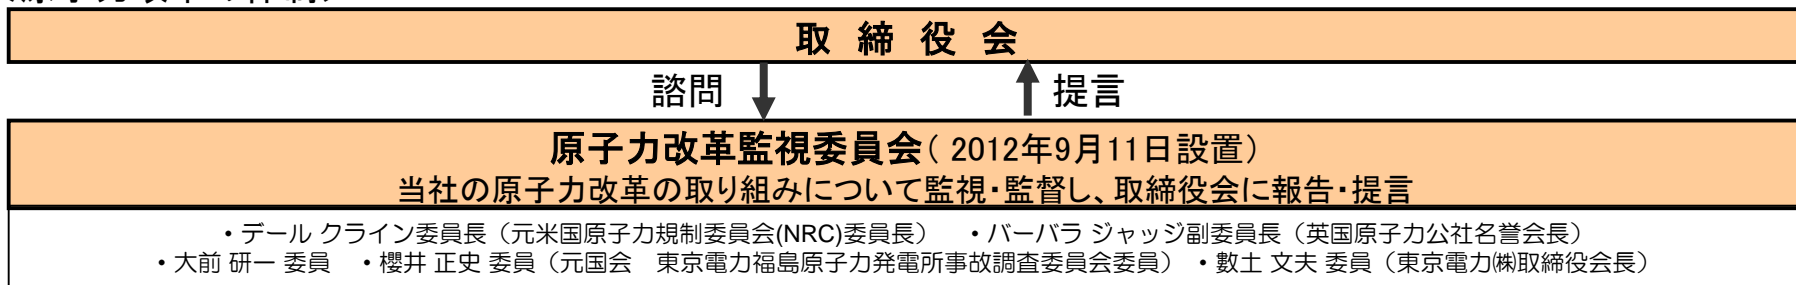 取 締 役 会
諮問 提言
原子力改革監視委員会( 2012年9月11日設置)
当社の原子力改革の取り組みについて監視・監督し、取締役会に報告・提言
・デール クライン委員長（元米国原子力規制委員会(NRC)委員長） ・バーバラ ジャッジ副委員長（英国原子力公社名誉会長）
・大前 研一 委員 ・櫻井 正史 委員（元国会 東京電力福島原子力発電所事故調査委員会委員） ・數土 文夫 委員（東京電力㈱取締役会長）